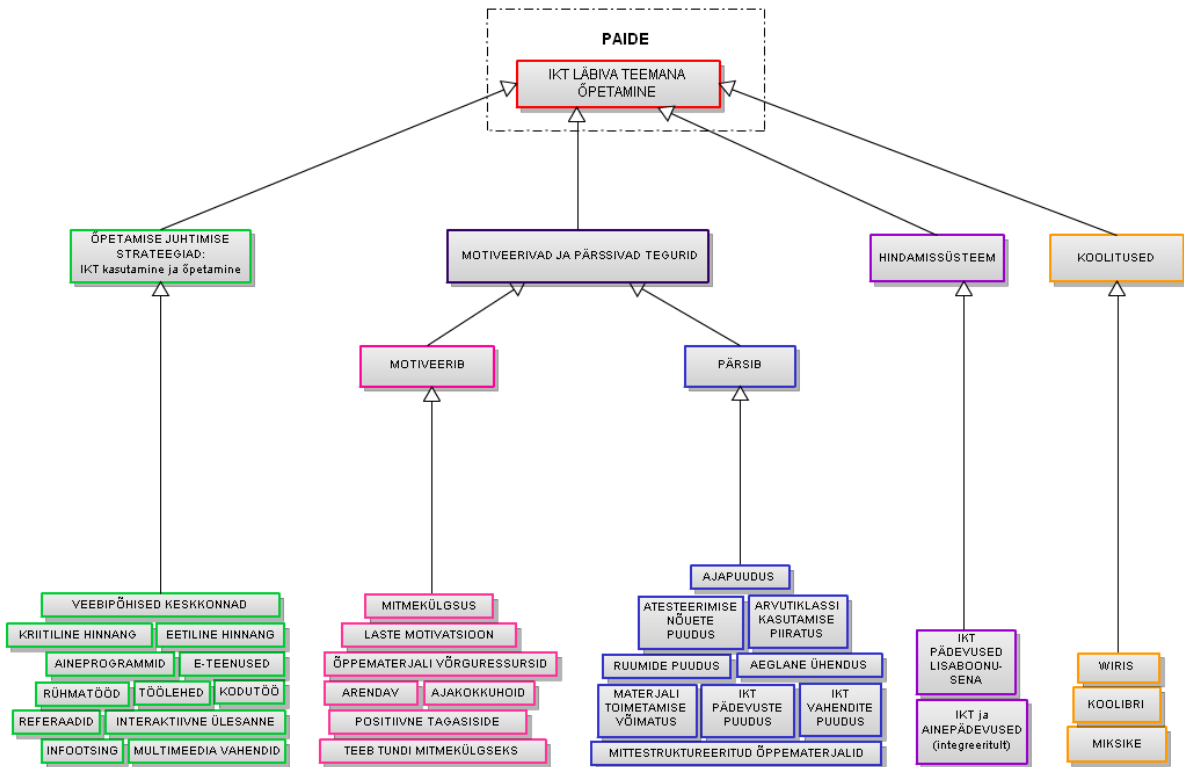 PAIDE
IKT LÄBIVA TEEMANA
ÕPETAMINE
ÕPETAMISE JUHTIMISE
STRATEEGIAD:
IKT kasutamine ja õpetamine
MOTIVEERIVAD JA PÄRSSIVAD TEGURID
HINDAMISSÜSTEEM
KOOLITUSED
MOTIVEERIB
PÄRSIB
VEEBIPÕHISED KESKKONNAD
KRIITILINE HINNANG
EETILINE HINNANG
AINEPROGRAMMID
E-TEENUSED
RÜHMATÖÖD
TÖÖLEHED
KODUTÖÖ
REFERAADID
INTERAKTIIVNE ÜLESANNE
INFOOTSING
MULTIMEEDIA VAHENDID
MITMEKÜLGSUS
LASTE MOTIVATSIOON
ÕPPEMATERJALI VÕRGURESSURSID
ARENDAV
AJAKOKKUHOID
POSITIIVNE TAGASISIDE
TEEB TUNDI MITMEKÜLGSEKS
AJAPUUDUS
ATESTEERIMISE
NÕUETE
PUUDUS
ARVUTIKLASSI
KASUTAMISE
PIIRATUS
RUUMIDE PUUDUS
AEGLANE ÜHENDUS
MATERJALI
TOIMETAMISE
VÕIMATUS
IKT
PÄDEVUSTE
PUUDUS
IKT
VAHENDITE
PUUDUS
MITTESTRUKTUREERITUD ÕPPEMATERJALID
IKT
PÄDEVUSED
LISABOONU-
SENA
IKT ja
AINEPÄDEVUSED
(integreeritult)
WIRIS
KOOLIBRI
MIKSIKE